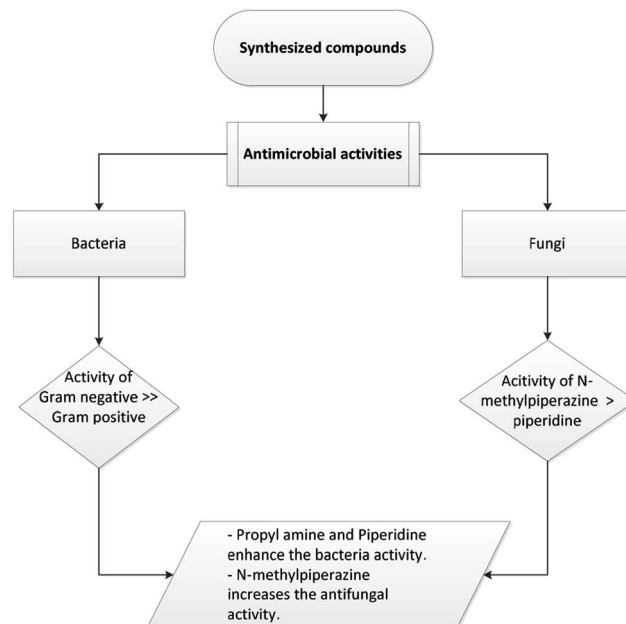 Synthesized compounds
Antimicrobial activities
Bacteria
Fungi
Activity of
Gram negative >>
Gram positive
Acitivity of N-
methylpiperazine >
piperidine
- Propyl amine and Piperidine
enhance the bacteria activity.
- N-methylpiperazine
increases the antifungal
activity.